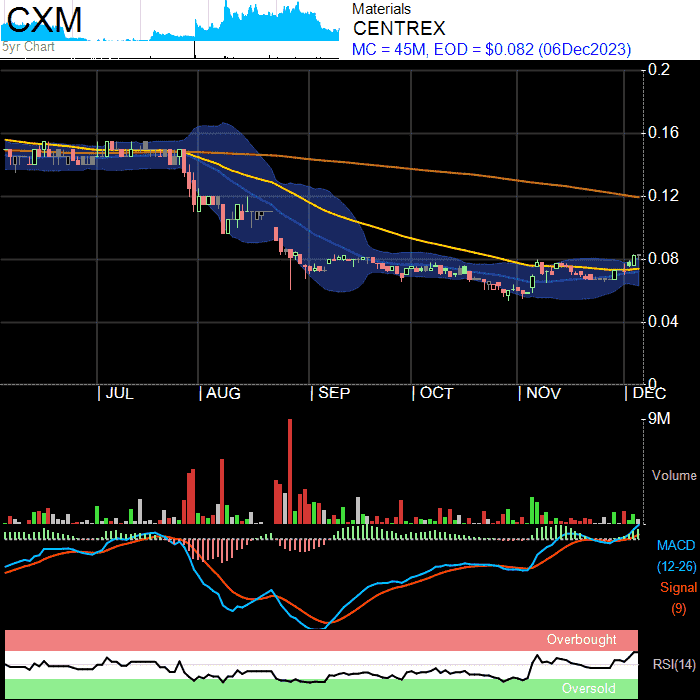 CXM
5yr Chart
Materials
CENTREX
MC = 45M, EOD = $0.082 (06Dec2023)
0.2
0.16
0.12
0.08
0.04
0
| JUL | AUG | SEP | OCT | NOV | DEC
9M
Volume
MACD
(12-26)
Signal
(9)
Overbought
RSI(14)
Oversold